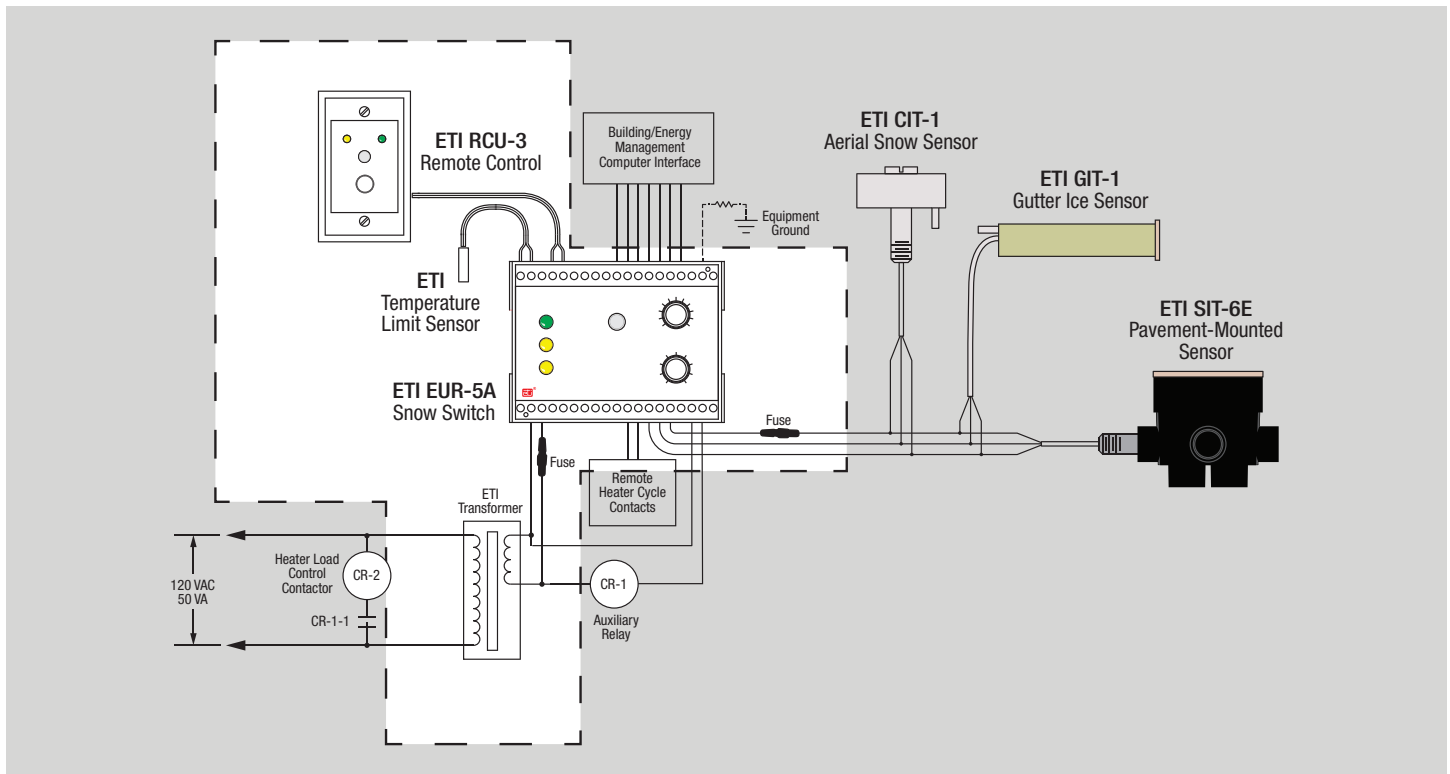 ETI RCU-3
Remote Control
Building/Energy
Management
Computer Interface
ETI CIT-1
Aerial Snow Sensor
ETI GIT-1
Gutter Ice Sensor
Equipment
Ground
ETI
Temperature
Limit Sensor
ETI SIT-6E
Pavement-Mounted
Sensor
ETI EUR-5A
Snow Switch
ETI®
Fuse
Fuse
Remote
Heater Cycle
Contacts
ETI
Transformer
120 VAC
50 VA
Heater Load
Control
Contactor
CR-2
CR-1-1
CR-1
Auxiliary
Relay